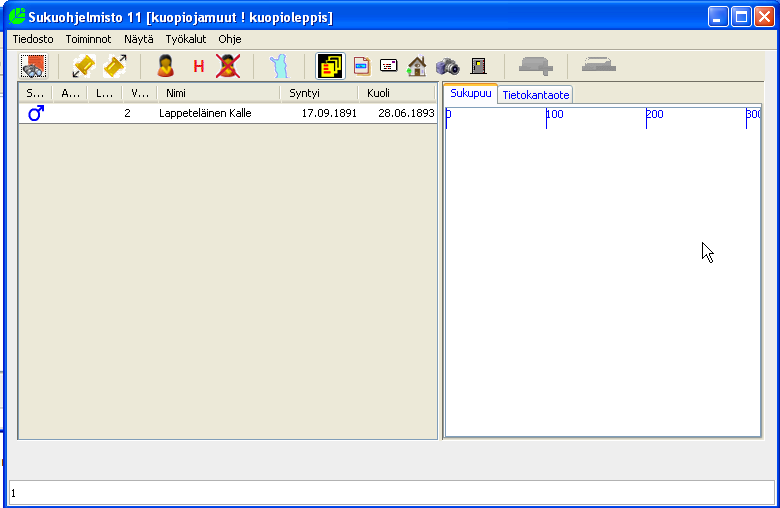 Sukuohjelmisto 11 [kuopiojamuut ! kuopioleppis]
Tiedosto Toiminnot Näytä Työkalut Ohje
H
S... A... L... V... Nimi Syntyi Kuoli
2 Lappeteläinen Kalle 17.09.1891 28.06.1893
Sukupuu Tietokantaote
0 100 200 300
1